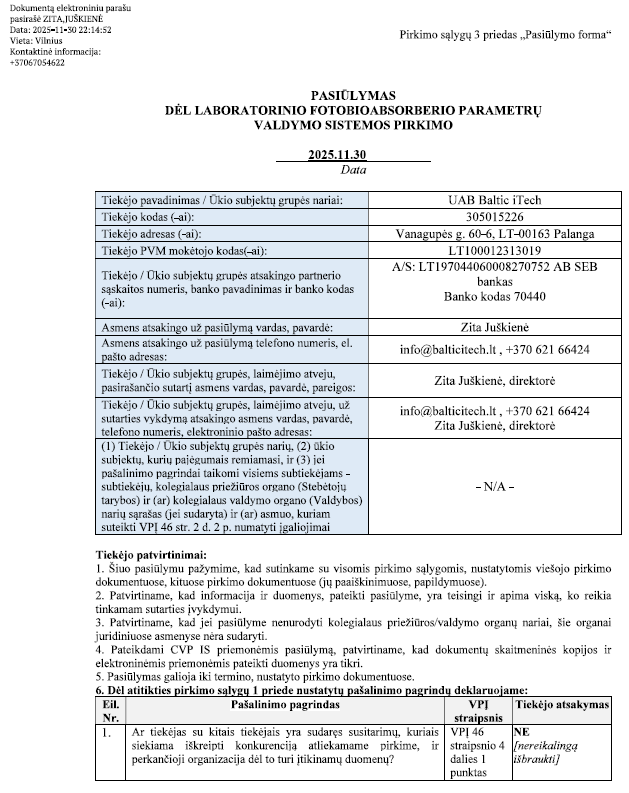 Dokumentą elektroniniu parašu
pasirašė ZITA,JUŠKIENĖ
Data: 2025-11-30 22:14:52
Vieta: Vilnius
Kontaktinė informacija:
+37067054622
Pirkimo sąlygų 3 priedas „Pasiūlymo forma“
PASIŪLYMAS
DĖL LABORATORINIO FOTOBIOABSORBERIO PARAMETRŲ
VALDYMO SISTEMOS PIRKIMO
2025.11.30
Data
Tiekėjo pavadinimas / Ūkio subjektų grupės nariai:
UAB Baltic iTech
Tiekėjo kodas (–ai):
305015226
Tiekėjo adresas (–ai):
Vanagupės g. 60-6, LT-00163 Palanga
Tiekėjo PVM mokėtojo kodas(–ai):
LT100012313019
Tiekėjo / Ūkio subjektų grupės atsakingo partnerio
sąskaitos numeris, banko pavadinimas ir banko kodas
(–ai):
A/S: LT197044060008270752 AB SEB
bankas
Banko kodas 70440
Asmens atsakingo už pasiūlymą vardas, pavardė:
Zita Juškienė
Asmens atsakingo už pasiūlymą telefono numeris, el.
pašto adresas:
info@balticitech.lt , +370 621 66424
Tiekėjo / Ūkio subjektų grupės, laimėjimo atveju,
pasirašančio sutartį asmens vardas, pavardė, pareigos:
Zita Juškienė, direktorė
Tiekėjo / Ūkio subjektų grupės, laimėjimo atveju, už
sutarties vykdymą atsakingo asmens vardas, pavardė,
telefono numeris, elektroninio pašto adresas:
info@balticitech.lt , +370 621 66424
Zita Juškienė, direktorė
(1) Tiekėjo / Ūkio subjektų grupės narių, (2) ūkio
subjektų, kurių pajėgumais remiamasi, ir (3) jei
pašalinimo pagrindai taikomi visiems subtiekėjams -
subtiekėjų, kolegialaus priežiūros organo (Stebėtojų
tarybos) ir (ar) kolegialaus valdymo organo (Valdybos)
narių sąrašas (jei sudaryta) ir (ar) asmuo, kuriam
suteikti VPĮ 46 str. 2 d. 2 p. numatyti įgaliojimai
– N/A –
Tiekėjo patvirtinimai:
1. Šiuo pasiūlymu pažymime, kad sutinkame su visomis pirkimo sąlygomis, nustatytomis viešojo pirkimo
dokumentuose, kituose pirkimo dokumentuose (jų paaiškinimuose, papildymuose).
2. Patvirtiname, kad informacija ir duomenys, pateikti pasiūlyme, yra teisingi ir apima viską, ko reikia
tinkamam sutarties įvykdymui.
3. Patvirtiname, kad jei pasiūlyme nenurodyti kolegialaus priežiūros/valdymo organų nariai, šie organai
juridiniuose asmenyse nėra sudaryti.
4. Pateikdami CVP IS priemonėmis pasiūlymą, patvirtiname, kad dokumentų skaitmeninės kopijos ir
elektroninėmis priemonėmis pateikti duomenys yra tikri.
5. Pasiūlymas galioja iki termino, nustatyto pirkimo dokumentuose.
6. Dėl atitikties pirkimo sąlygų 1 priede nustatytų pašalinimo pagrindų deklaruojame:
Eil.
Nr.
Pašalinimo pagrindas
VPĮ
straipsnis
Tiekėjo atsakymas
1.
Ar tiekėjas su kitais tiekėjais yra sudaręs susitarimų, kuriais
siekiama iškreipti konkurenciją atliekamame pirkime, ir
perkančioji organizacija dėl to turi įtikinamų duomenų?
VPĮ 46
straipsnio 4
dalies 1
punktas
NE
[nereikalingą
išbraukti]